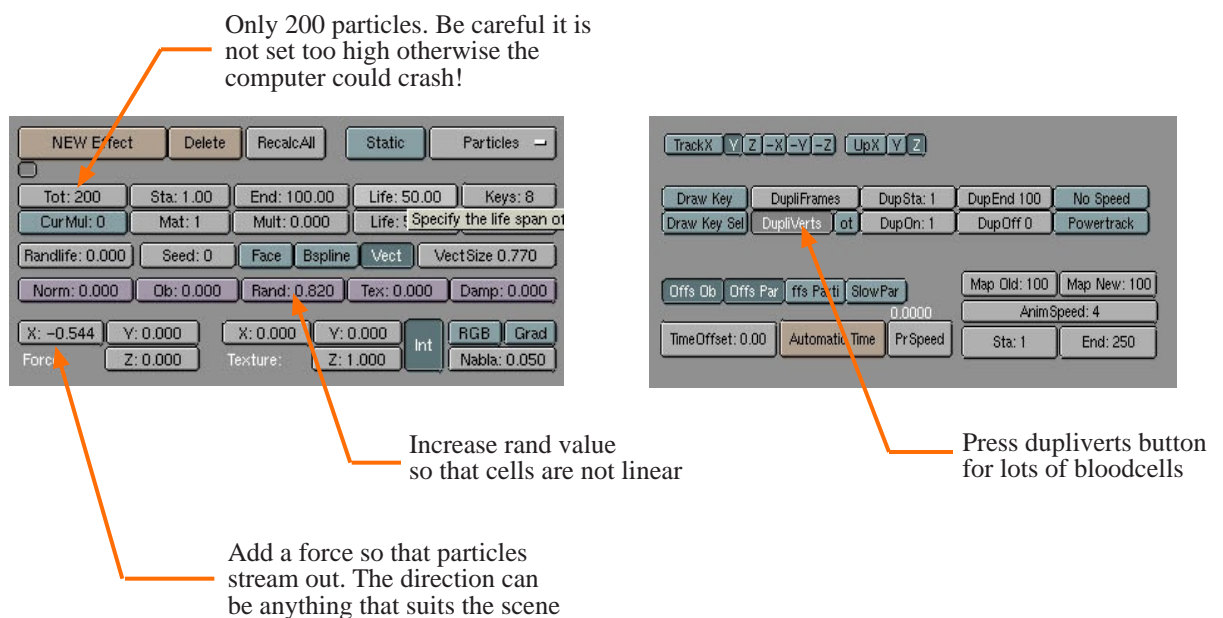 Only 200 particles. Be careful it is
not set too high otherwise the
computer could crash!
NEW Effect Delete RecalcAll Static Particles
Tot: 200 Sta: 1.00 End: 100.00 Life: 50.00 Keys: 8
CurMul: 0 Mat: 1 Mult: 0.000 Life: Specify the life span of
Randlife: 0.000 Seed: 0 Face Bspline Vect VectSize 0.770
Norm: 0.000 Ob: 0.000 Rand: 0.820 Tex: 0.000 Damp: 0.000
X: -0.544 Y: 0.000 X: 0.000 Y: 0.000 Int RGB Grad
Force Z: 0.000 Texture: Z: 1.000 Nabla: 0.050
TrackX Y Z -X -Y -Z UpX Y Z
Draw Key DupliFrames DupSta: 1 DupEnd 100 No Speed
Draw Key Sel DupliVerts ot DupOn: 1 DupOff 0 Powertrack
Offs Ob Offs Par ffs Parti SlowPar Map Old: 100 Map New: 100
0.0000 AnimSpeed: 4
TimeOffset: 0.00 Automatic Time PrSpeed Sta: 1 End: 250
Increase rand value
so that cells are not linear
Press dupliverts button
for lots of bloodcells
Add a force so that particles
stream out. The direction can
be anything that suits the scene